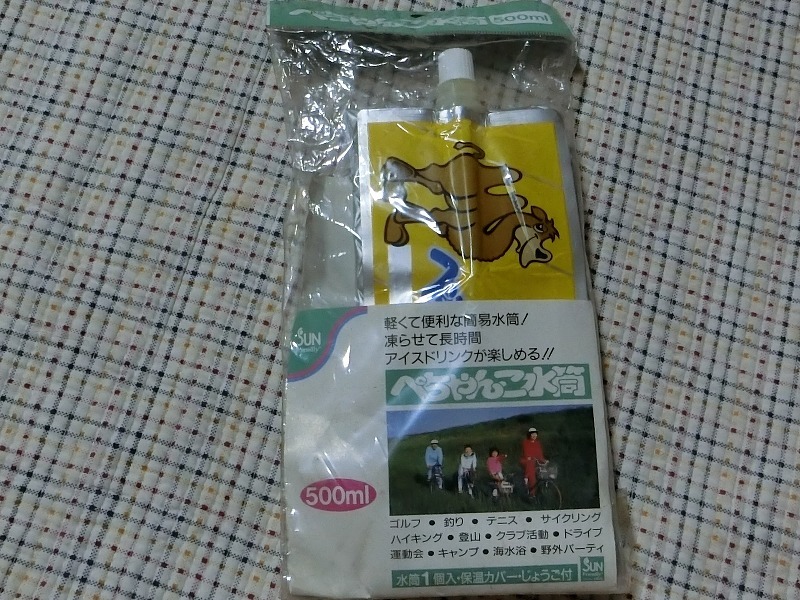 ぺちゃんこ水筒 500ml
ぺ
SUN
Friendly
軽くて便利な簡易水筒!
凍らせて長時間
アイスドリンクが楽しめる!!
ぺちゃんこ水筒
500ml
ゴルフ ● 釣り ● テニス ● サイクリング
ハイキング ● 登山 ● クラブ活動 ● ドライブ
運動会 ● キャンプ ● 海水浴 ● 野外パーティ
水筒1個入・保温カバー・じょうご付
SUN
Friendly